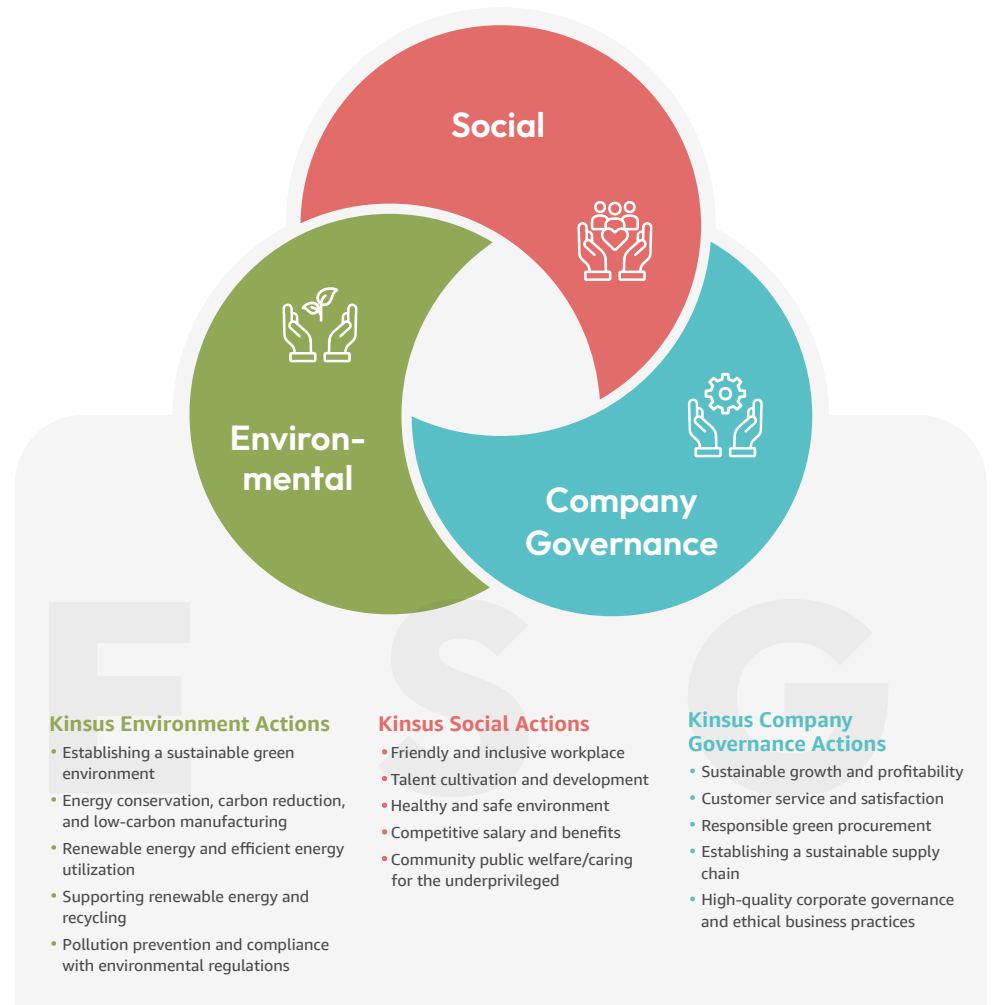 Social
Environ-
mental
Company
Governance
E S G
Kinsus Environment Actions
• Establishing a sustainable green
environment
• Energy conservation, carbon reduction,
and low-carbon manufacturing
• Renewable energy and efficient energy
utilization
• Supporting renewable energy and
recycling
• Pollution prevention and compliance
with environmental regulations
Kinsus Social Actions
• Friendly and inclusive workplace
• Talent cultivation and development
• Healthy and safe environment
• Competitive salary and benefits
• Community public welfare/caring
for the underprivileged
Kinsus Company
Governance Actions
• Sustainable growth and profitability
• Customer service and satisfaction
• Responsible green procurement
• Establishing a sustainable supply
chain
• High-quality corporate governance
and ethical business practices